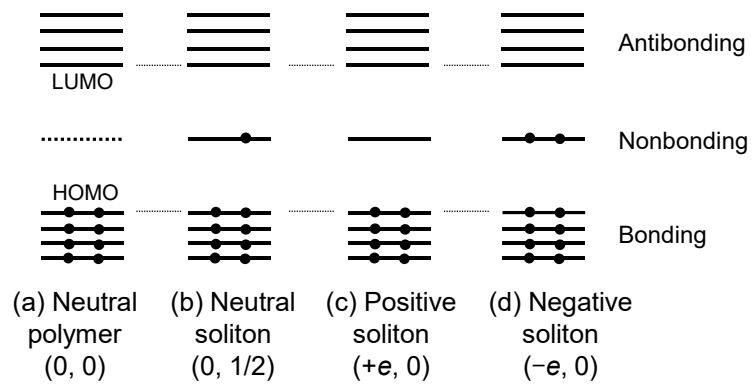 Antibonding
LUMO
Nonbonding
HOMO
Bonding
(a) Neutral polymer (0, 0)
(b) Neutral soliton (0, 1/2)
(c) Positive soliton (+e, 0)
(d) Negative soliton (−e, 0)